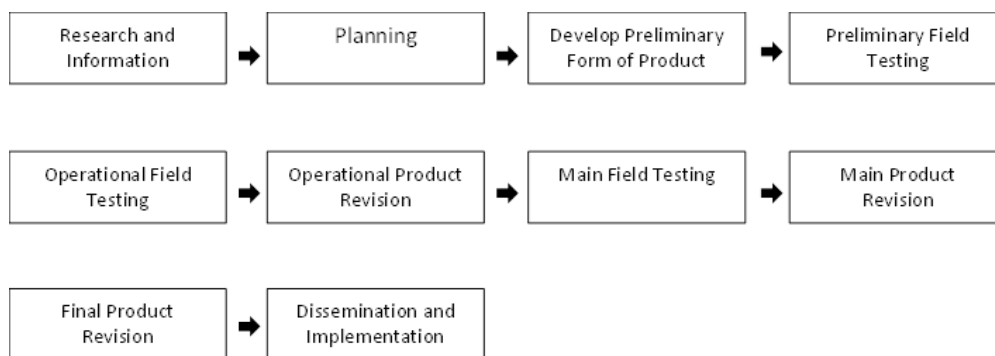 Research and
Information
Planning
Develop Preliminary
Form of Product
Preliminary Field
Testing
Operational Field
Testing
Operational Product
Revision
Main Field Testing
Main Product
Revision
Final Product
Revision
Dissemination and
Implementation